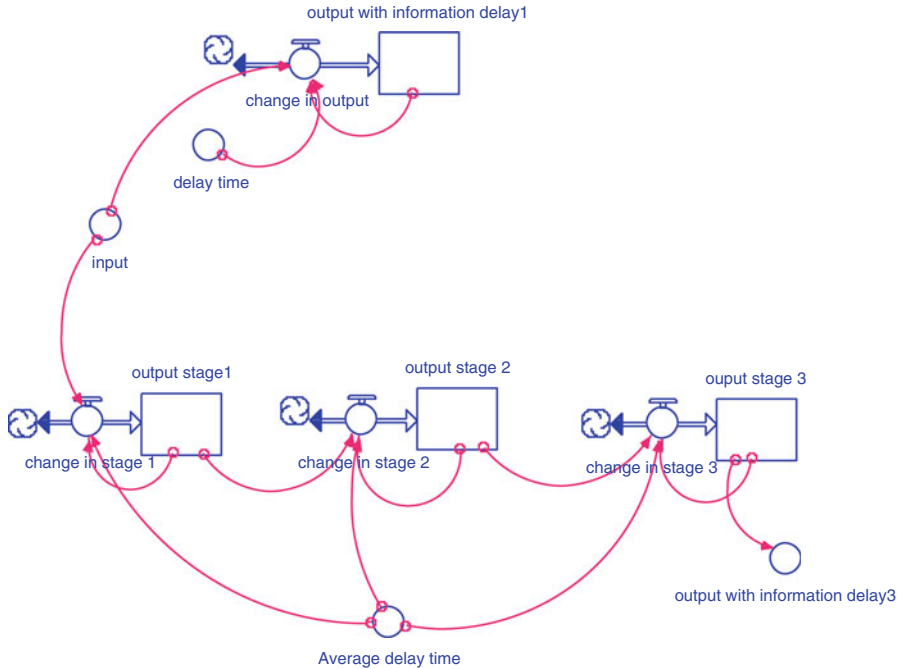 output with information delay1
change in output
delay time
input
output stage1
output stage 2
ouput stage 3
change in stage 1
change in stage 2
change in stage 3
output with information delay3
Average delay time